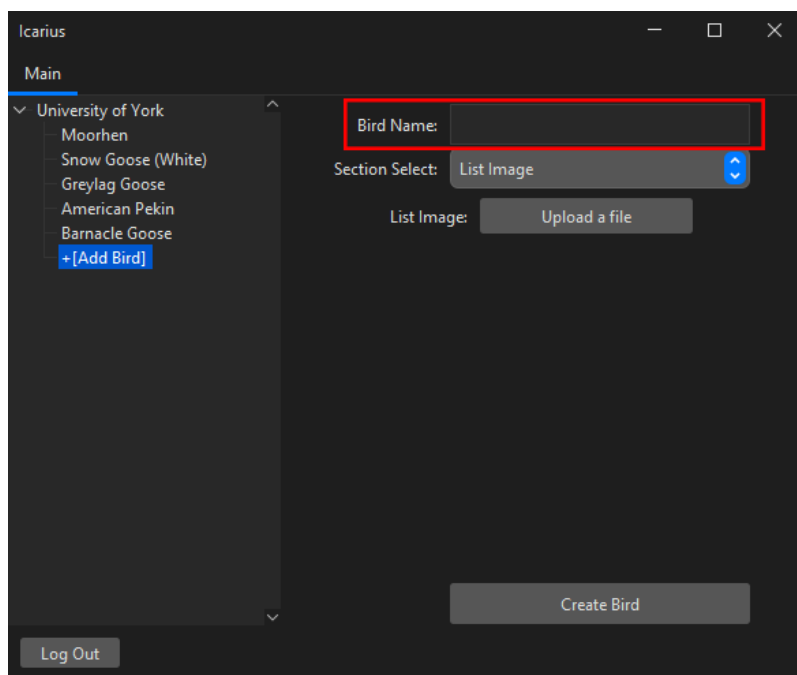 Icarius
Main
University of York
Moorhen
Snow Goose (White)
Greylag Goose
American Pekin
Barnacle Goose
+[Add Bird]
Bird Name:
Section Select: List Image
List Image: Upload a file
Create Bird
Log Out